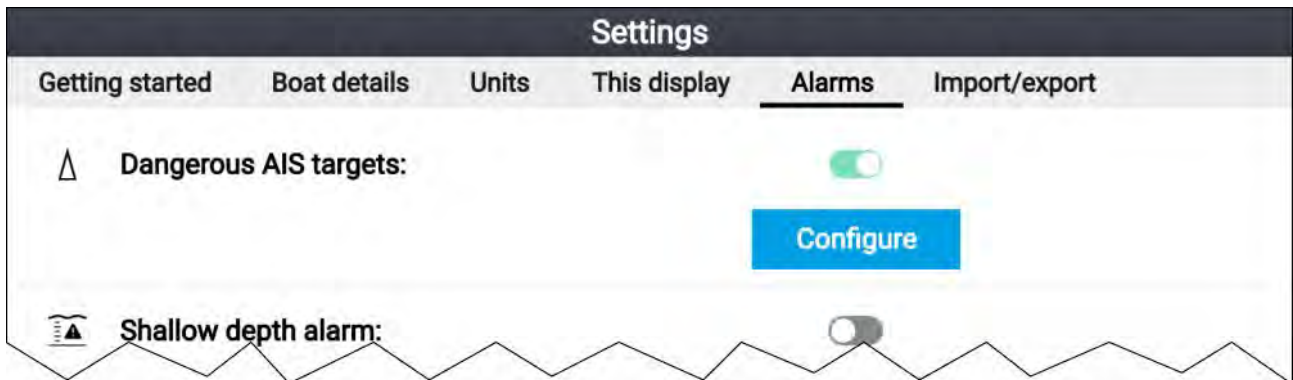 Settings
Getting started Boat details Units This display Alarms Import/export
Dangerous AIS targets:
Configure
Shallow depth alarm: